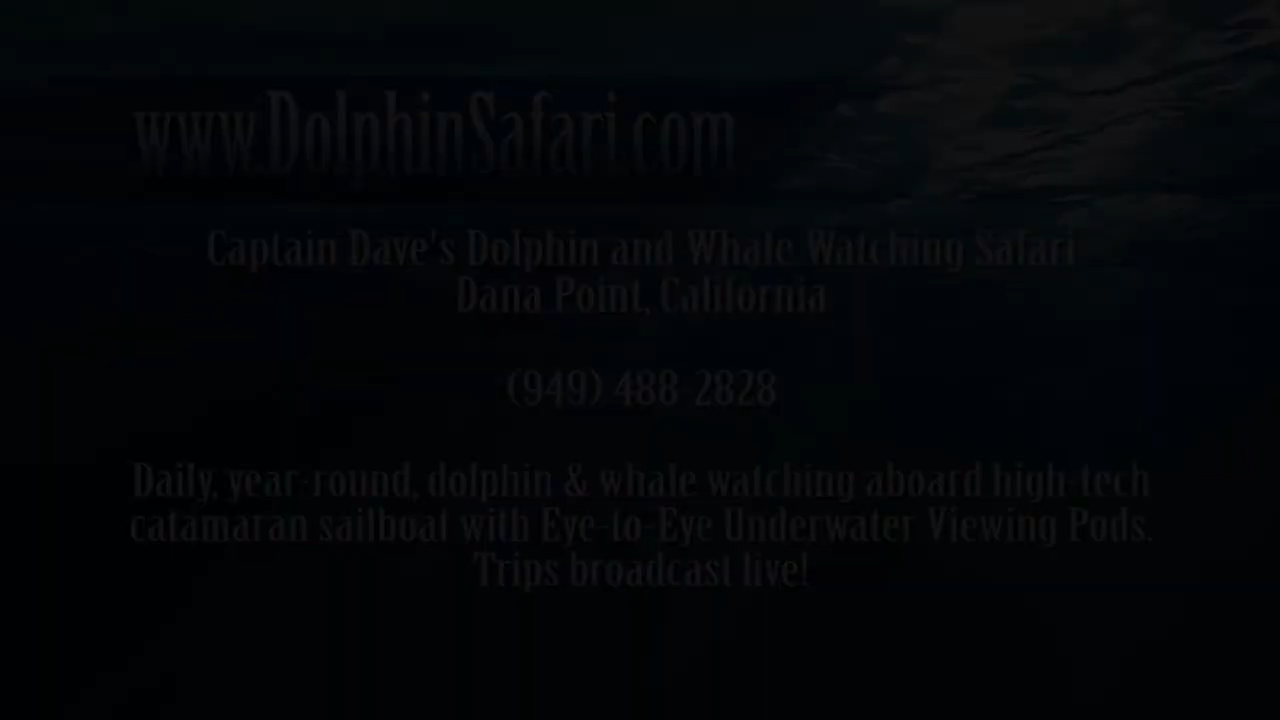 www.DolphinSafari.com
Captain Dave's Dolphin and Whale Watching Safari
Dana Point, California
(949) 488-2828
Daily, year-round, dolphin & whale watching aboard high-tech
catamaran sailboat with Eye-to-Eye Underwater Viewing Pods.
Trips broadcast live!